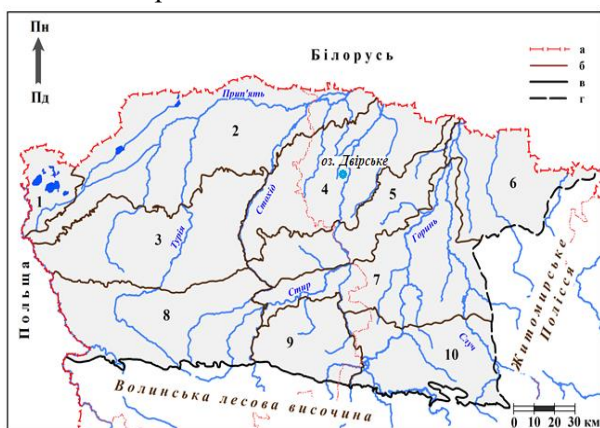 Пн
Пд
Білорусь
а
б
в
г
Прип'ять
2
оз. Двірське
1
4
5
6
Стохід
3
Турія
Горинь
7
Польща
8
Стир
9
10
Случ
Житомирське
Полісся
Волинська лесова височина
0 10 20 30 км